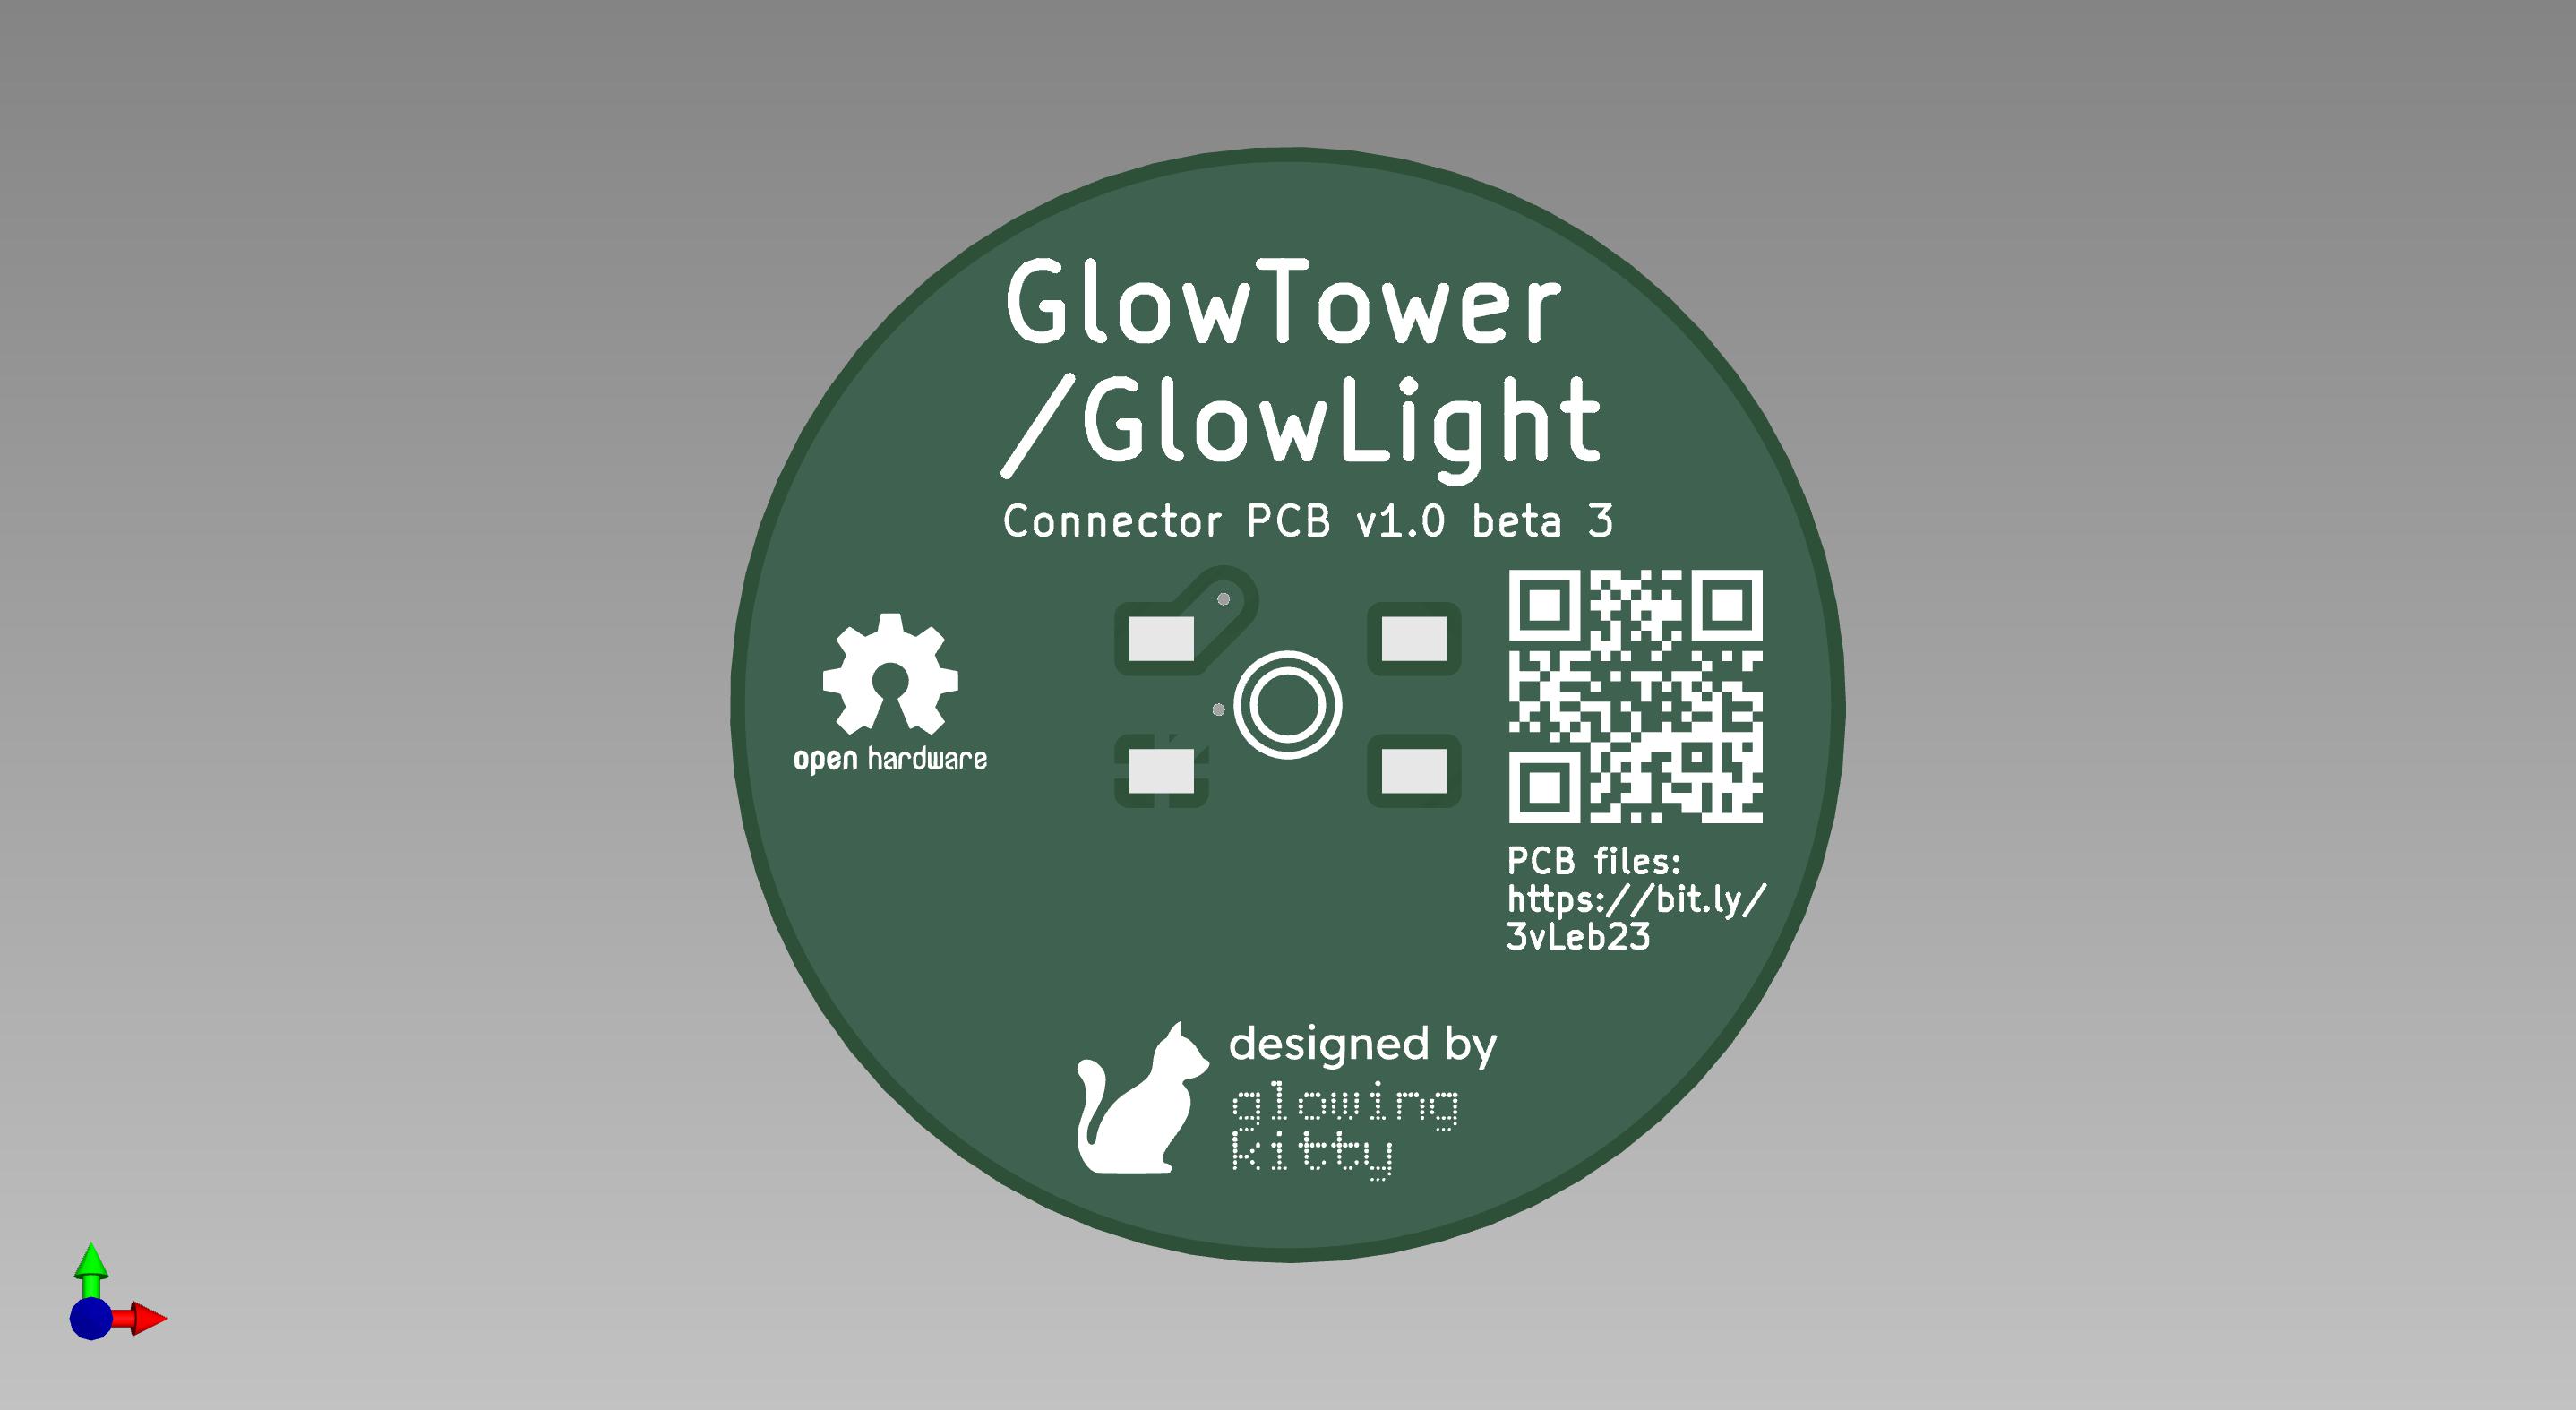 GlowTower
/GlowLight
Connector PCB v1.0 beta 3
open hardware
PCB files:
https://bit.ly/
3vLeb23
designed by
glowing
kitty